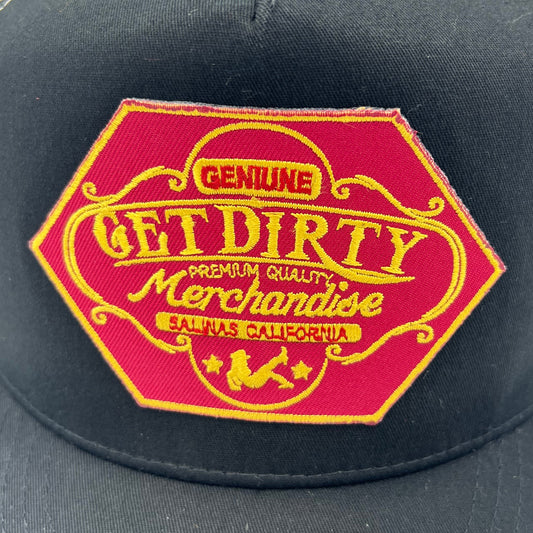 GENIUNE
GET DIRTY
PREMIUM QUALITY
Merchandise
SALINAS CALIFORNIA